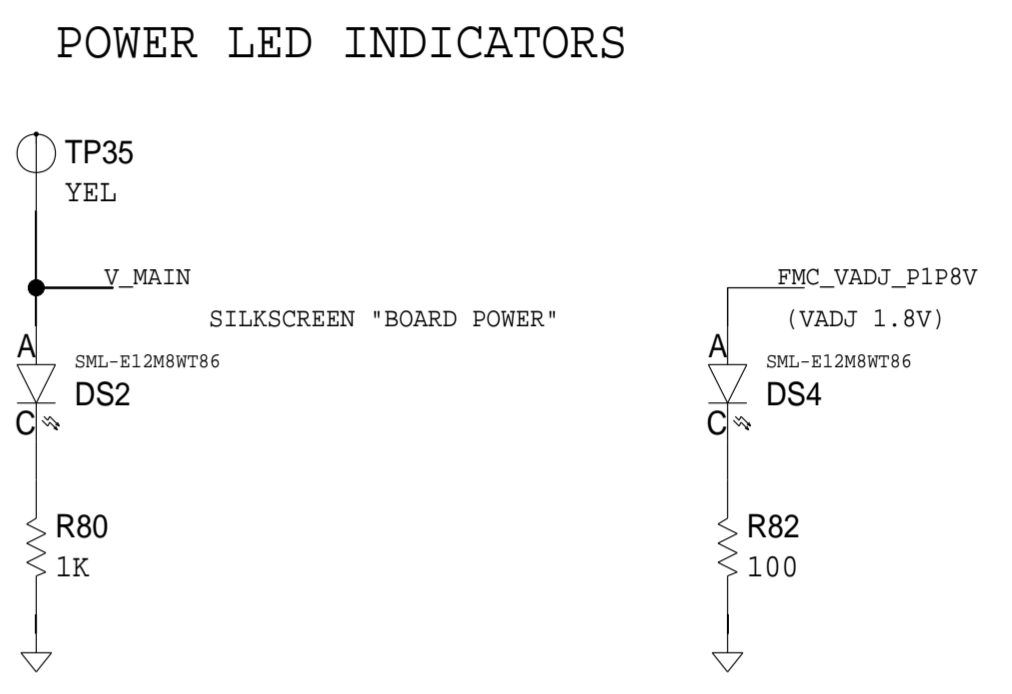 POWER LED INDICATORS
TP35
YEL
V_MAIN
SILKSCREEN "BOARD POWER"
A
SML-E12M8WT86
DS2
C
R80
1K
FMC_VADJ_P1P8V
(VADJ 1.8V)
A
SML-E12M8WT86
DS4
C
R82
100